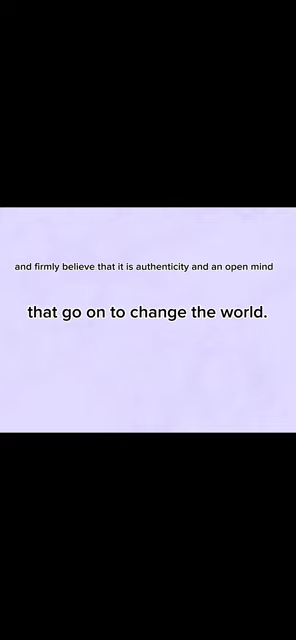 and firmly believe that it is authenticity and an open mind
that go on to change the world.